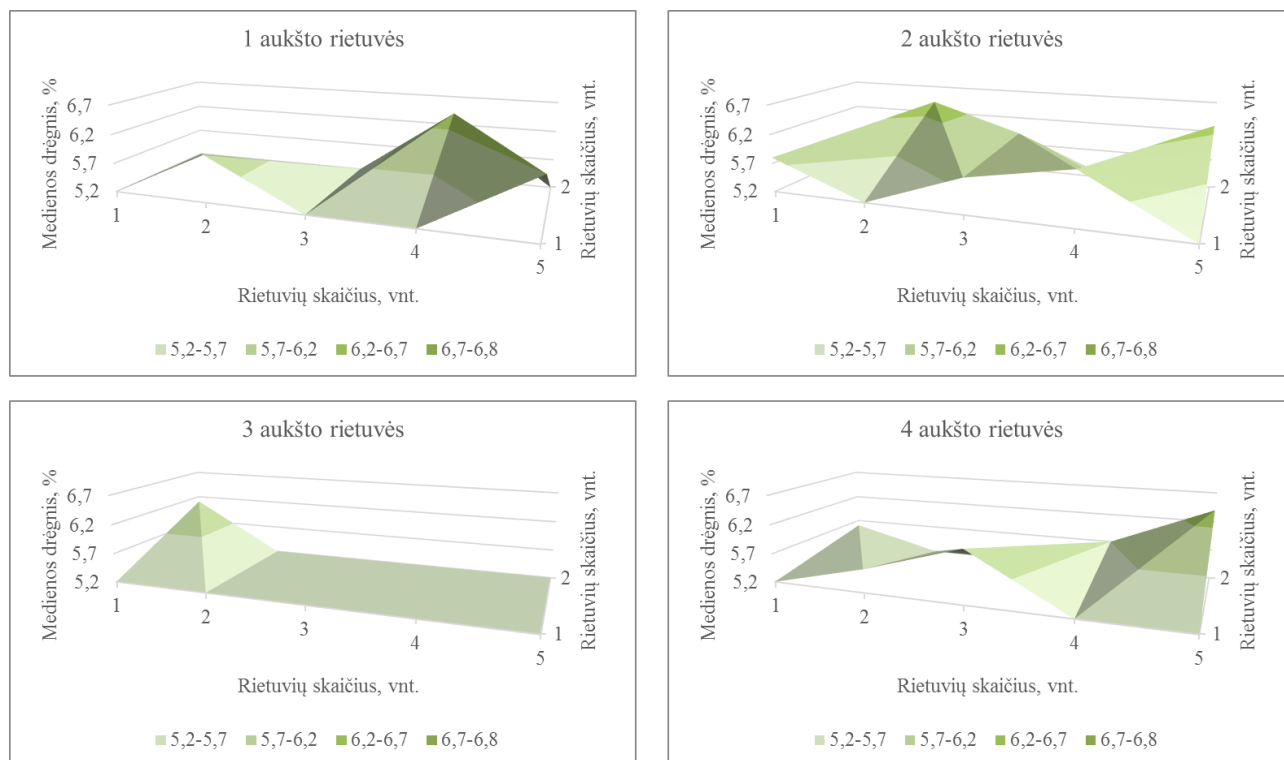 1 aukšto rietuvės
Medienos drėgnis, %
6,7
6,2
5,7
5,2
1
2
3
4
5
1
2
Rietuvių skaičius, vnt.
Rietuvių skaičius, vnt.
5,2-5,7 5,7-6,2 6,2-6,7 6,7-6,8
2 aukšto rietuvės
Medienos drėgnis, %
6,7
6,2
5,7
5,2
1
2
3
4
5
1
2
Rietuvių skaičius, vnt.
Rietuvių skaičius, vnt.
5,2-5,7 5,7-6,2 6,2-6,7 6,7-6,8
3 aukšto rietuvės
Medienos drėgnis, %
6,7
6,2
5,7
5,2
1
2
3
4
5
1
2
Rietuvių skaičius, vnt.
Rietuvių skaičius, vnt.
5,2-5,7 5,7-6,2 6,2-6,7 6,7-6,8
4 aukšto rietuvės
Medienos drėgnis, %
6,7
6,2
5,7
5,2
1
2
3
4
5
1
2
Rietuvių skaičius, vnt.
Rietuvių skaičius, vnt.
5,2-5,7 5,7-6,2 6,2-6,7 6,7-6,8